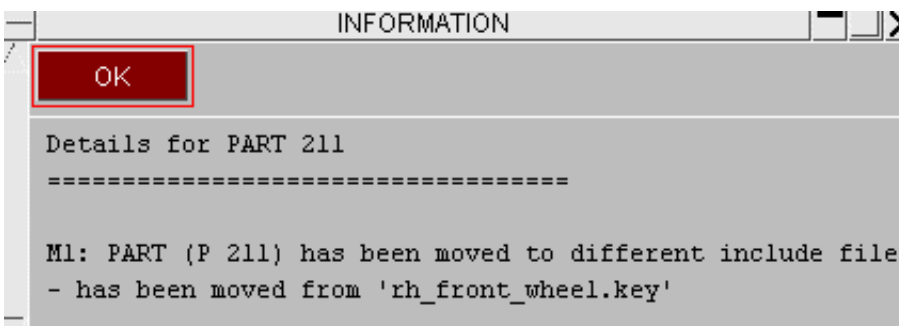 INFORMATION
OK
Details for PART 211
===================================
M1: PART (P 211) has been moved to different include file
- has been moved from 'rh_front_wheel.key'